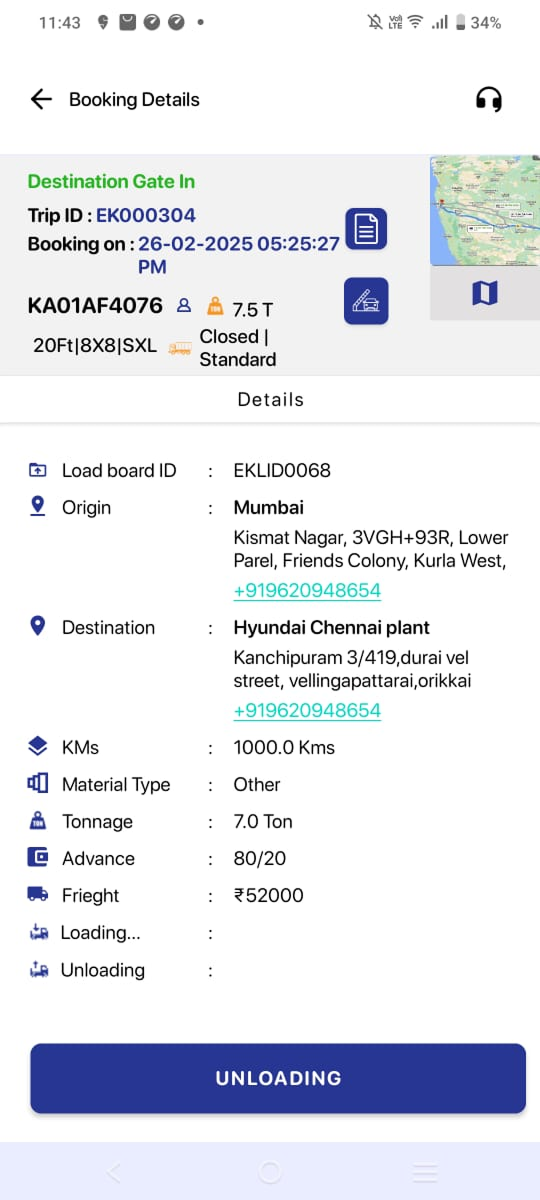 11:43
VoD LTE
34%
Booking Details
Destination Gate In
Trip ID : EK000304
Booking on : 26-02-2025 05:25:27
PM
KA01AF4076
TON
7.5 T
20Ft|8X8|SXL
Closed |
Standard
Details
Load board ID : EKLID0068
Origin : Mumbai
Kismat Nagar, 3VGH+93R, Lower
Parel, Friends Colony, Kurla West,
+919620948654
Destination : Hyundai Chennai plant
Kanchipuram 3/419,durai vel
street, vellingapattarai,orikkai
+919620948654
KMs : 1000.0 Kms
Material Type : Other
TON
Tonnage : 7.0 Ton
Advance : 80/20
Frieght : ₹52000
Loading... :
Unloading :
UNLOADING